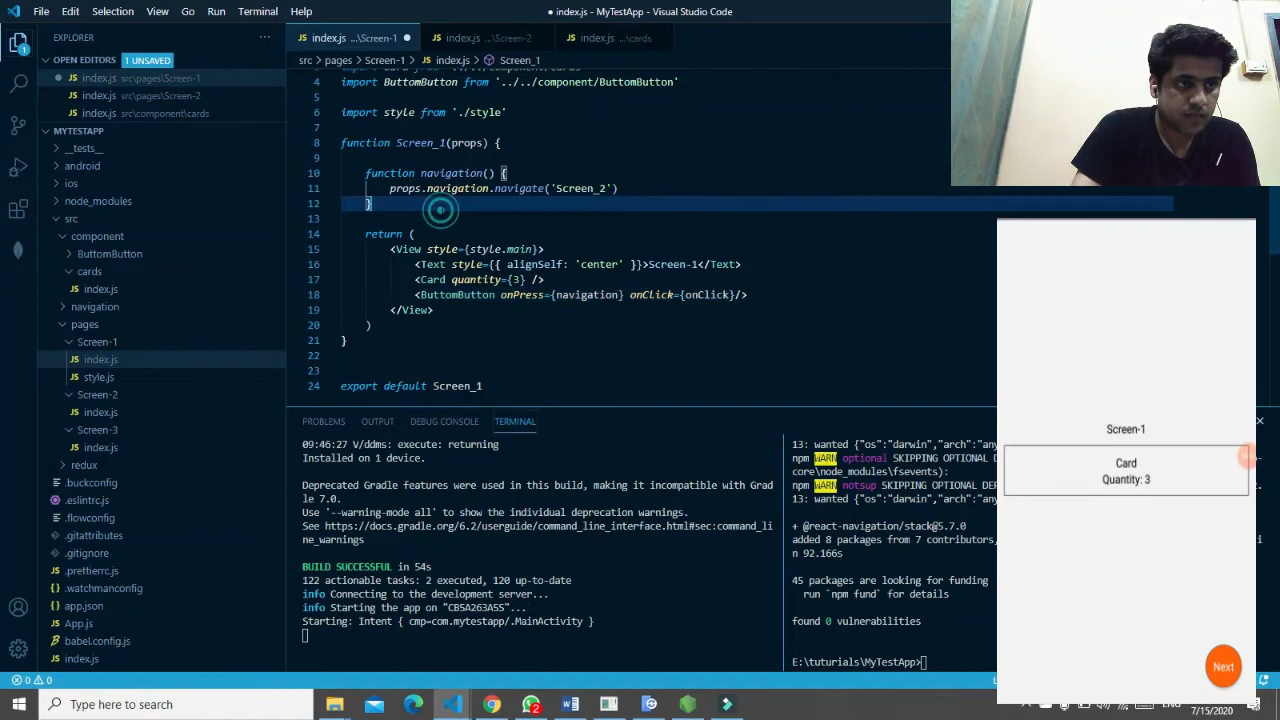 File Edit Selection View Go Run Terminal Help
● index.js - MyTestApp - Visual Studio Code
EXPLORER
OPEN EDITORS 1 UNSAVED
index.js src\pages\Screen-1
index.js src\pages\Screen-2
index.js src\component\cards
MYTESTAPP
__tests__
android
ios
node_modules
src
component
ButtomButton
cards
index.js
navigation
pages
Screen-1
index.js
style.js
Screen-2
index.js
Screen-3
index.js
redux
.buckconfig
.eslintrc.js
.flowconfig
.gitattributes
.gitignore
.prettierrc.js
.watchmanconfig
app.json
App.js
babel.config.js
index.js
index.js ...\Screen-1
index.js ...\Screen-2
index.js ...\cards
src > pages > Screen-1 > index.js > Screen_1
4 import ButtomButton from '../../component/ButtomButton'
5
6 import style from './style'
7
8 function Screen_1(props) {
9
10 function navigation() {
11 props.navigation.navigate('Screen_2')
12 }
13
14 return (
15 <View style={style.main}>
16 <Text style={{ alignSelf: 'center' }}>Screen-1</Text>
17 <Card quantity={3} />
18 <ButtomButton onPress={navigation} onClick={onClick}/>
19 </View>
20 )
21 }
22
23
24 export default Screen_1
PROBLEMS OUTPUT DEBUG CONSOLE TERMINAL
09:46:27 V/ddms: execute: returning
Installed on 1 device.
Deprecated Gradle features were used in this build, making it incompatible with Grad
le 7.0.
Use '--warning-mode all' to show the individual deprecation warnings.
See https://docs.gradle.org/6.2/userguide/command_line_interface.html#sec:command_li
ne_warnings
BUILD SUCCESSFUL in 54s
122 actionable tasks: 2 executed, 120 up-to-date
info Connecting to the development server...
info Starting the app on "CB5A263A5S"...
Starting: Intent { cmp=com.mytestapp/.MainActivity }
13: wanted {"os":"darwin","arch":"any
npm WARN optional SKIPPING OPTIONAL D
core\node_modules\fsevents):
npm WARN notsup SKIPPING OPTIONAL DEP
13: wanted {"os":"darwin","arch":"any
+ @react-navigation/stack@5.7.0
added 8 packages from 7 contributors,
n 92.166s
45 packages are looking for funding
run `npm fund` for details
found 0 vulnerabilities
E:\tuturials\MyTestApp>
Screen-1
Card
Quantity: 3
Next
0 0
Type here to search
2
ENG
7/15/2020